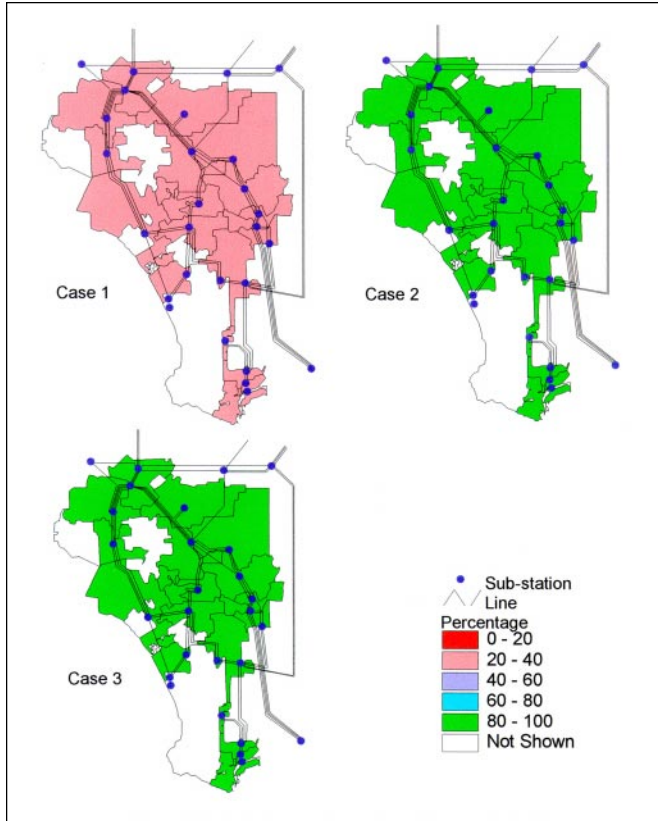 Case 1
Case 2
Case 3
Sub-station
Line
Percentage
0 - 20
20 - 40
40 - 60
60 - 80
80 - 100
Not Shown